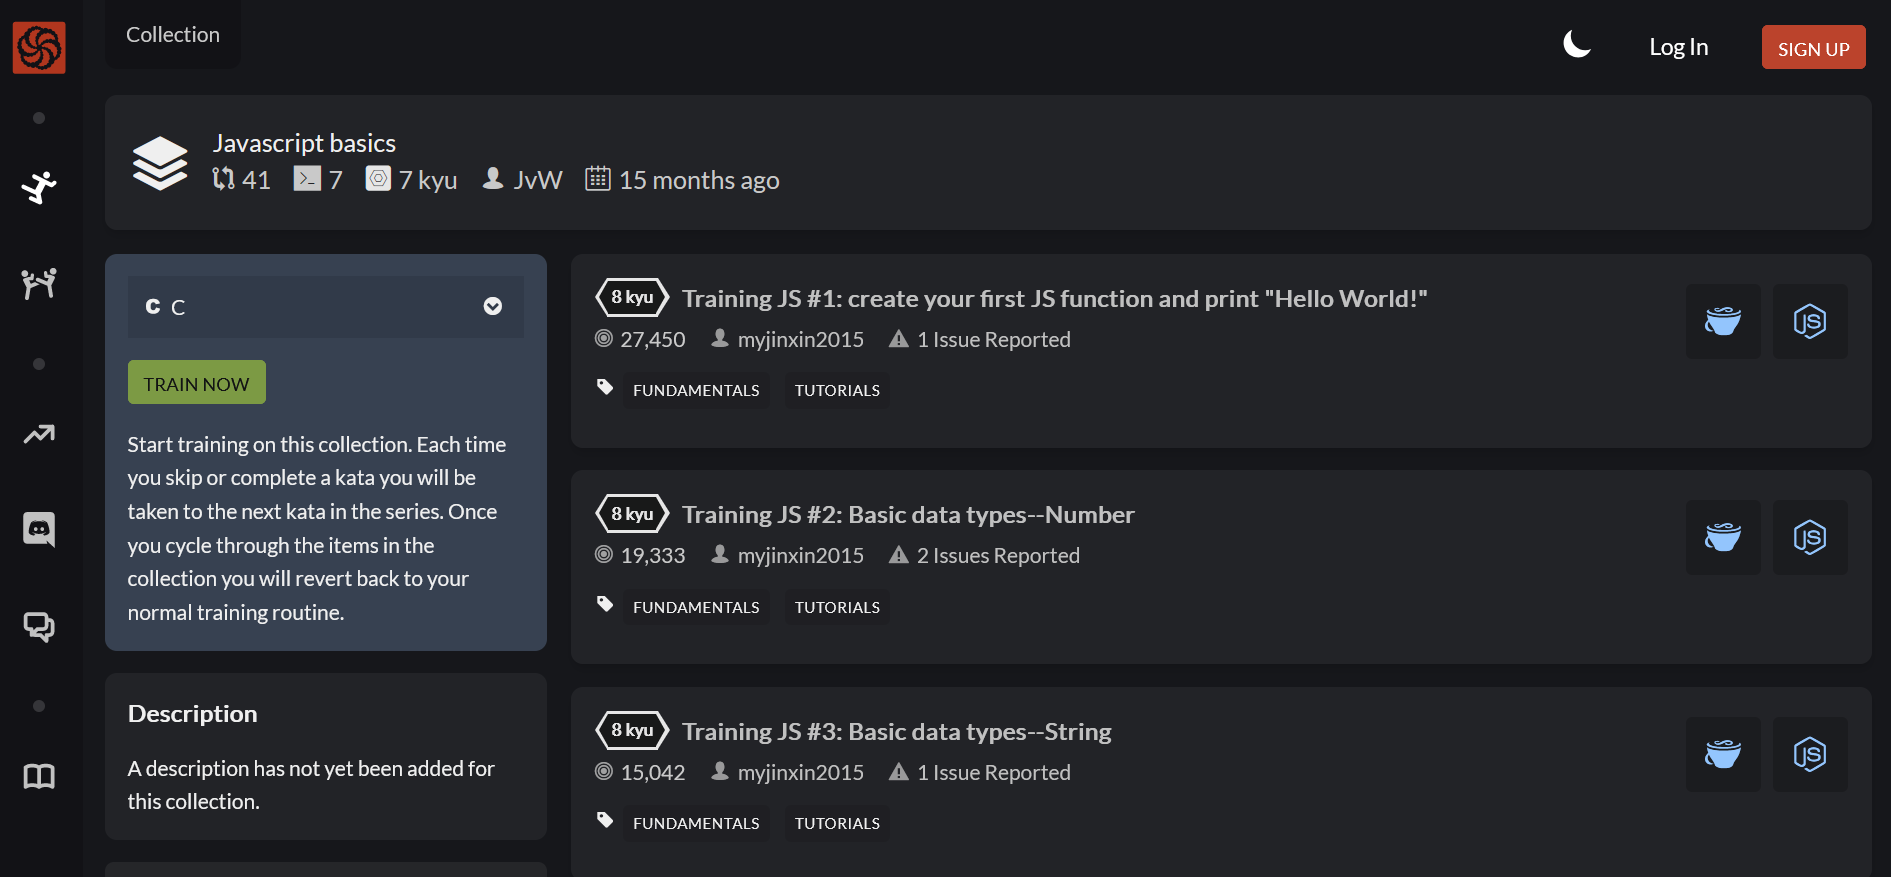 Collection
Log In
SIGN UP
Javascript basics
41 7 7 kyu JvW 15 months ago
C C
TRAIN NOW
Start training on this collection. Each time
you skip or complete a kata you will be
taken to the next kata in the series. Once
you cycle through the items in the
collection you will revert back to your
normal training routine.
Description
A description has not yet been added for
this collection.
8 kyu Training JS #1: create your first JS function and print "Hello World!"
27,450 myjinxin2015 1 Issue Reported
FUNDAMENTALS TUTORIALS
JS
8 kyu Training JS #2: Basic data types--Number
19,333 myjinxin2015 2 Issues Reported
FUNDAMENTALS TUTORIALS
JS
8 kyu Training JS #3: Basic data types--String
15,042 myjinxin2015 1 Issue Reported
FUNDAMENTALS TUTORIALS
JS